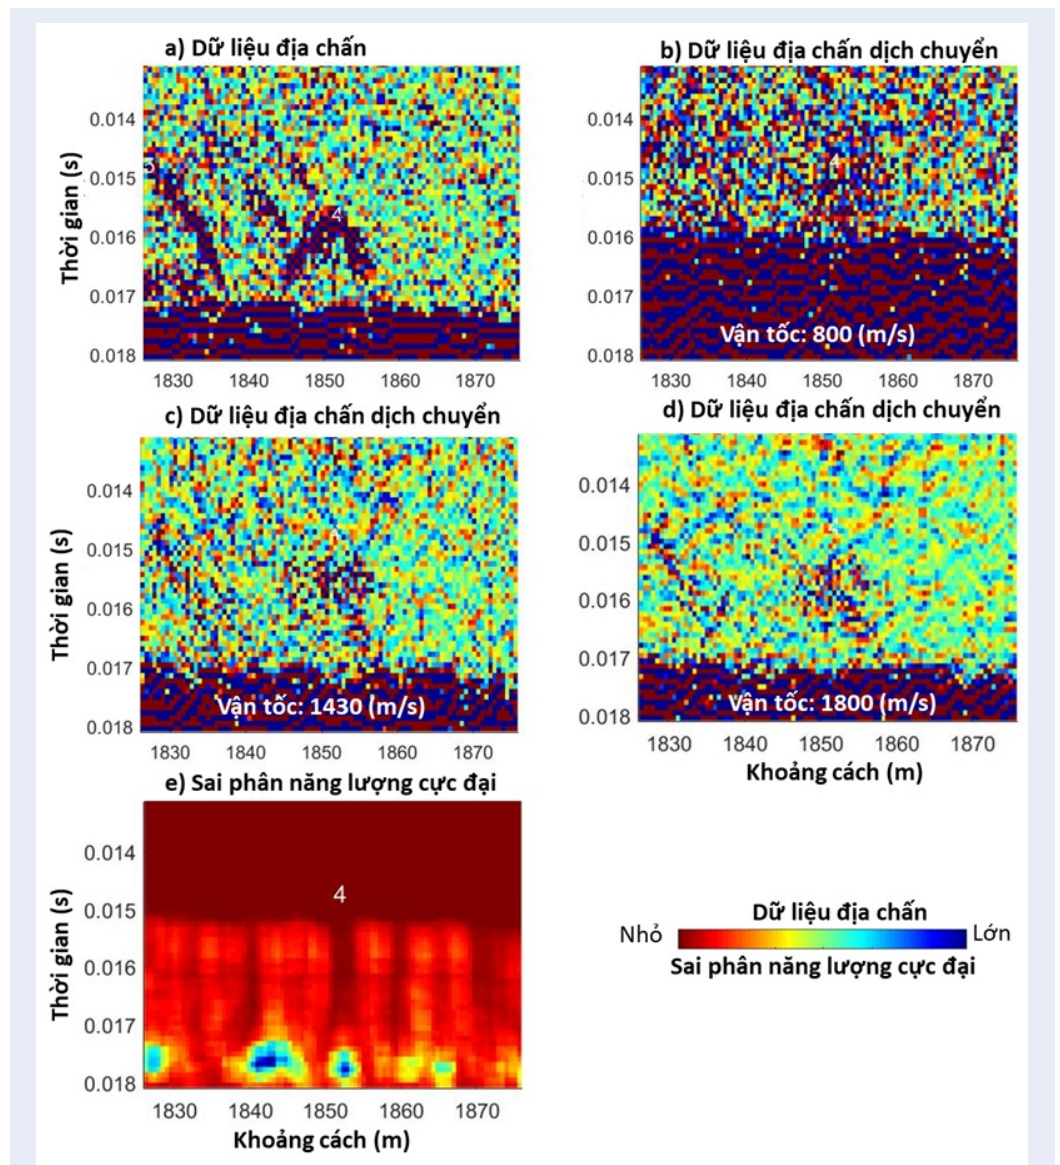 a) Dữ liệu địa chấn
b) Dữ liệu địa chấn dịch chuyển
Thời gian (s)
0.014
0.015
0.016
0.017
0.018
1830 1840 1850 1860 1870
4
0.014
0.015
0.016
0.017
0.018
4
Vận tốc: 800 (m/s)
1830 1840 1850 1860 1870
c) Dữ liệu địa chấn dịch chuyển
d) Dữ liệu địa chấn dịch chuyển
Thời gian (s)
0.014
0.015
0.016
0.017
0.018
Vận tốc: 1430 (m/s)
1830 1840 1850 1860 1870
0.014
0.015
0.016
0.017
0.018
Vận tốc: 1800 (m/s)
1830 1840 1850 1860 1870
Khoảng cách (m)
e) Sai phân năng lượng cực đại
Thời gian (s)
0.014
0.015
0.016
0.017
0.018
4
1830 1840 1850 1860 1870
Khoảng cách (m)
Dữ liệu địa chấn
Nhỏ Lớn
Sai phân năng lượng cực đại